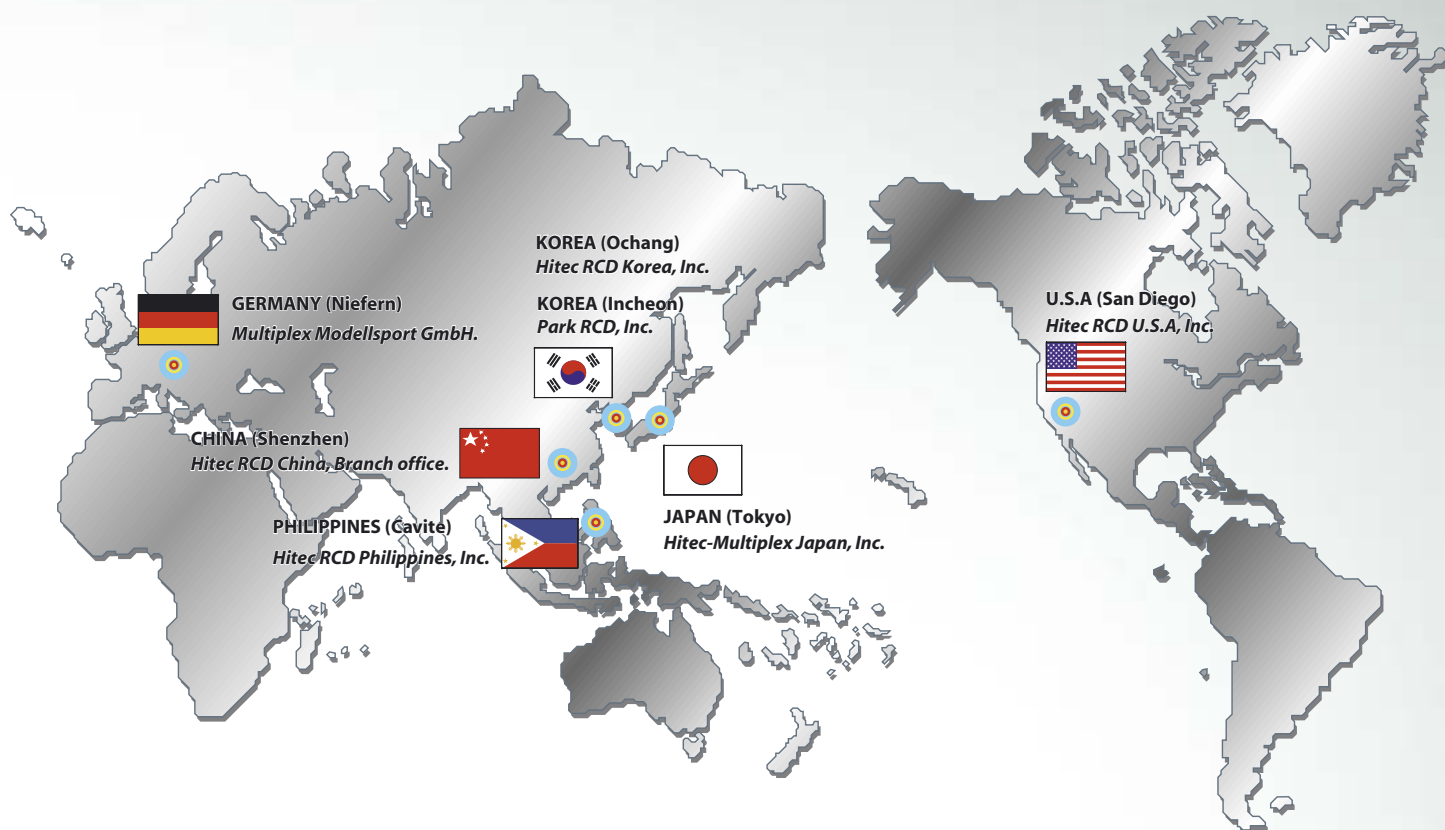 KOREA (Ochang)
Hitec RCD Korea, Inc.
KOREA (Incheon)
Park RCD, Inc.
GERMANY (Niefern)
Multiplex Modellsport GmbH.
U.S.A (San Diego)
Hitec RCD U.S.A, Inc.
CHINA (Shenzhen)
Hitec RCD China, Branch office.
JAPAN (Tokyo)
Hitec-Multiplex Japan, Inc.
PHILIPPINES (Cavite)
Hitec RCD Philippines, Inc.